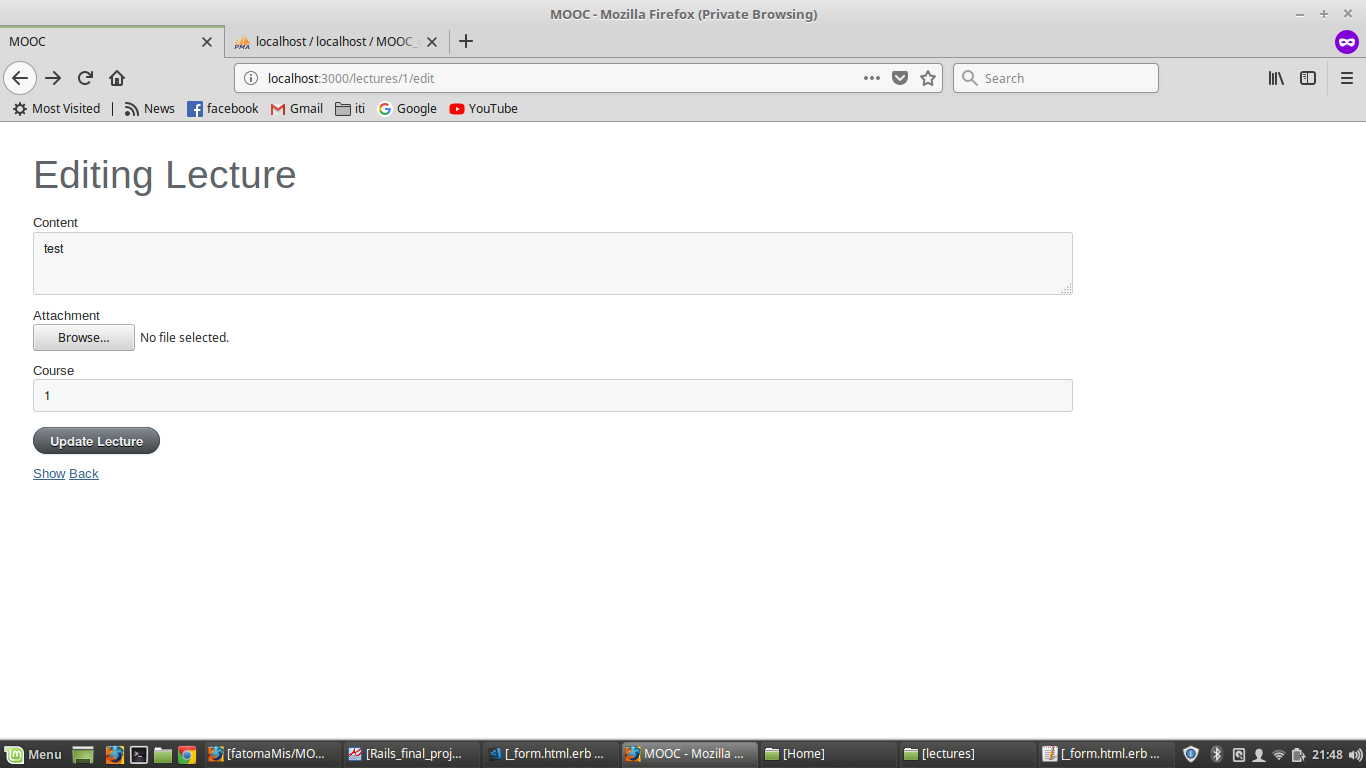 MOOC - Mozilla Firefox (Private Browsing)
MOOC
localhost / localhost / MOOC_
localhost:3000/lectures/1/edit
Search
Most Visited
News
facebook
Gmail
iti
Google
YouTube
Editing Lecture
Content
test
Attachment
Browse... No file selected.
Course
1
Update Lecture
Show Back
Menu
[fatomaMis/MO...
[Rails_final_proj...
[_form.html.erb ...
MOOC - Mozilla ...
[Home]
[lectures]
[_form.html.erb ...
21:48